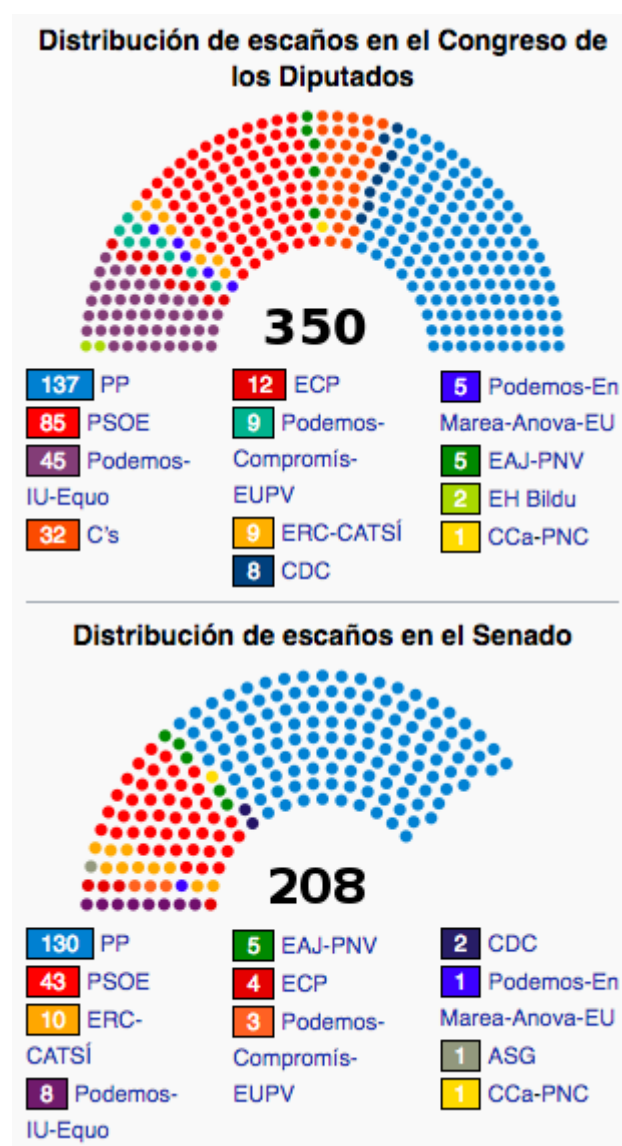 Distribución de escaños en el Congreso de
los Diputados
350
137 PP
85 PSOE
45 Podemos-
IU-Equo
32 C's
12 ECP
9 Podemos-
Compromís-
EUPV
9 ERC-CATSÍ
8 CDC
5 Podemos-En
Marea-Anova-EU
5 EAJ-PNV
2 EH Bildu
1 CCa-PNC
Distribución de escaños en el Senado
208
130 PP
43 PSOE
10 ERC-
CATSÍ
8 Podemos-
IU-Equo
5 EAJ-PNV
4 ECP
3 Podemos-
Compromís-
EUPV
2 CDC
1 Podemos-En
Marea-Anova-EU
1 ASG
1 CCa-PNC